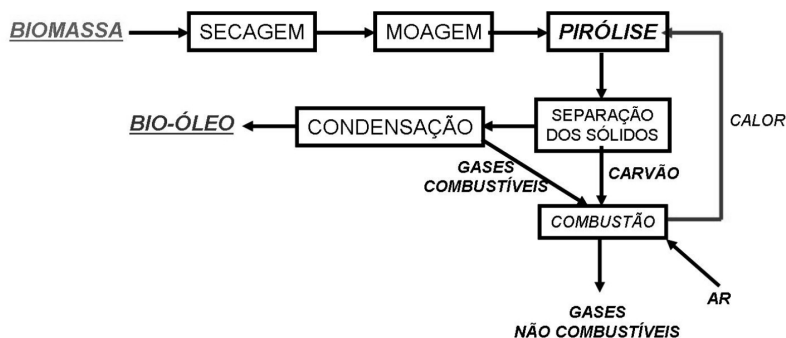 BIOMASSA
SECAGEM
MOAGEM
PIRÓLISE
BIO-ÓLEO
CONDENSAÇÃO
SEPARAÇÃO
DOS SÓLIDOS
CALOR
GASES
COMBUSTÍVEIS
CARVÃO
COMBUSTÃO
AR
GASES
NÃO COMBUSTÍVEIS